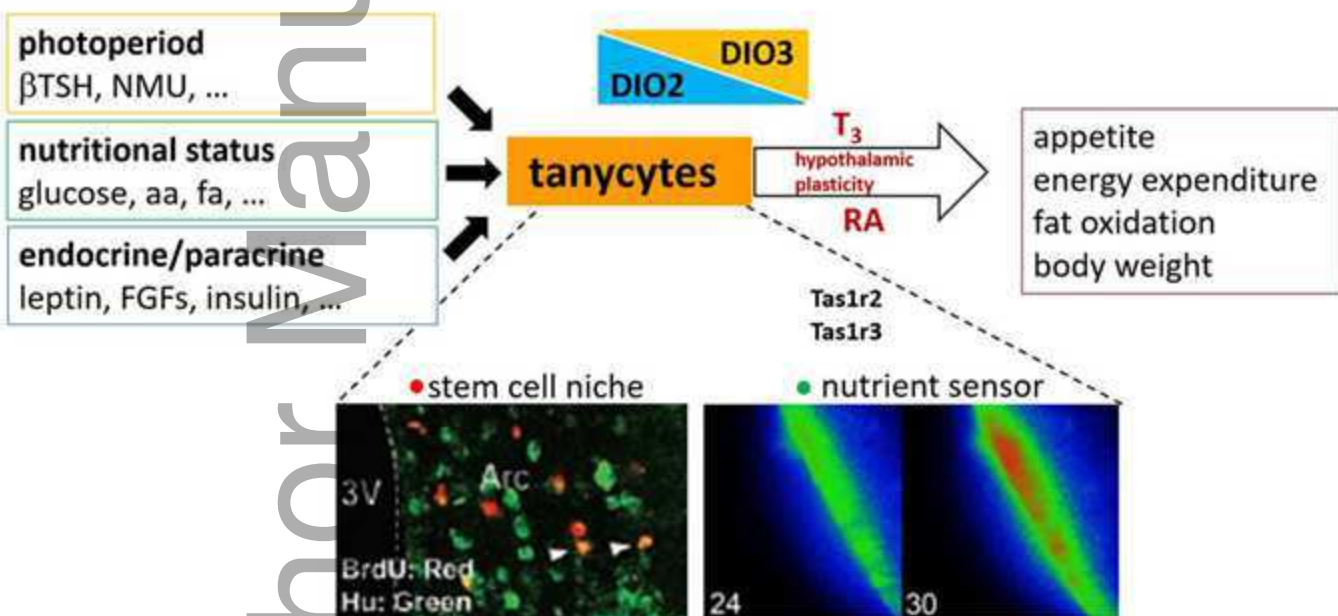 photoperiod
βTSH, NMU, ...
nutritional status
glucose, aa, fa, ...
endocrine/paracrine
leptin, FGFs, insulin, ...
DIO3
DIO2
tanycytes
T₃
hypothalamic
plasticity
RA
appetite
energy expenditure
fat oxidation
body weight
Tas1r2
Tas1r3
stem cell niche
nutrient sensor
3V
Arc
BrdU: Red
Hu: Green
24
30